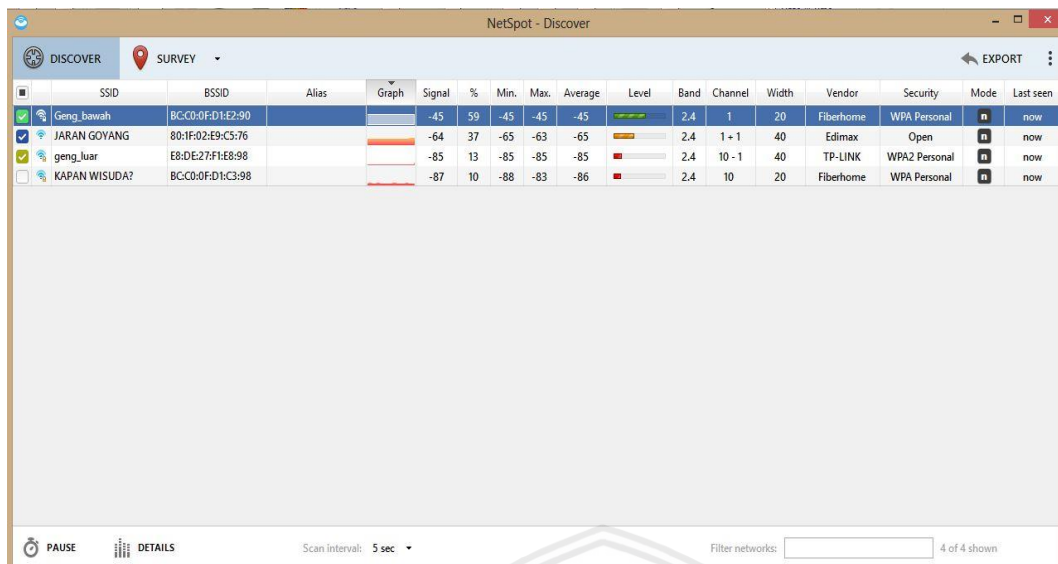 NetSpot - Discover
DISCOVER SURVEY EXPORT
SSID BSSID Alias Graph Signal % Min. Max. Average Level Band Channel Width Vendor Security Mode Last seen
Geng_bawah BC:C0:0F:D1:E2:90 -45 59 -45 -45 -45 2.4 1 20 Fiberhome WPA Personal n now
JARAN GOYANG 80:1F:02:E9:C5:76 -64 37 -65 -63 -65 2.4 1 + 1 40 Edimax Open n now
geng_luar E8:DE:27:F1:E8:98 -85 13 -85 -85 -85 2.4 10 - 1 40 TP-LINK WPA2 Personal n now
KAPAN WISUDA? BC:C0:0F:D1:C3:98 -87 10 -88 -83 -86 2.4 10 20 Fiberhome WPA Personal n now
PAUSE DETAILS Scan interval: 5 sec Filter networks: 4 of 4 shown